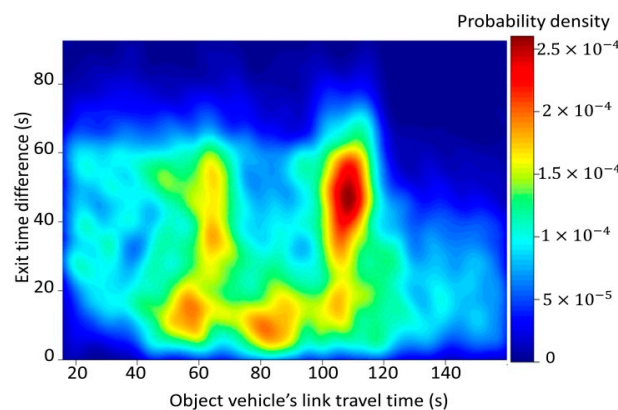 Probability density
2.5 × 10⁻⁴
2 × 10⁻⁴
1.5 × 10⁻⁴
1 × 10⁻⁴
5 × 10⁻⁵
0
Exit time difference (s)
80
60
40
20
0
20 40 60 80 100 120 140
Object vehicle's link travel time (s)